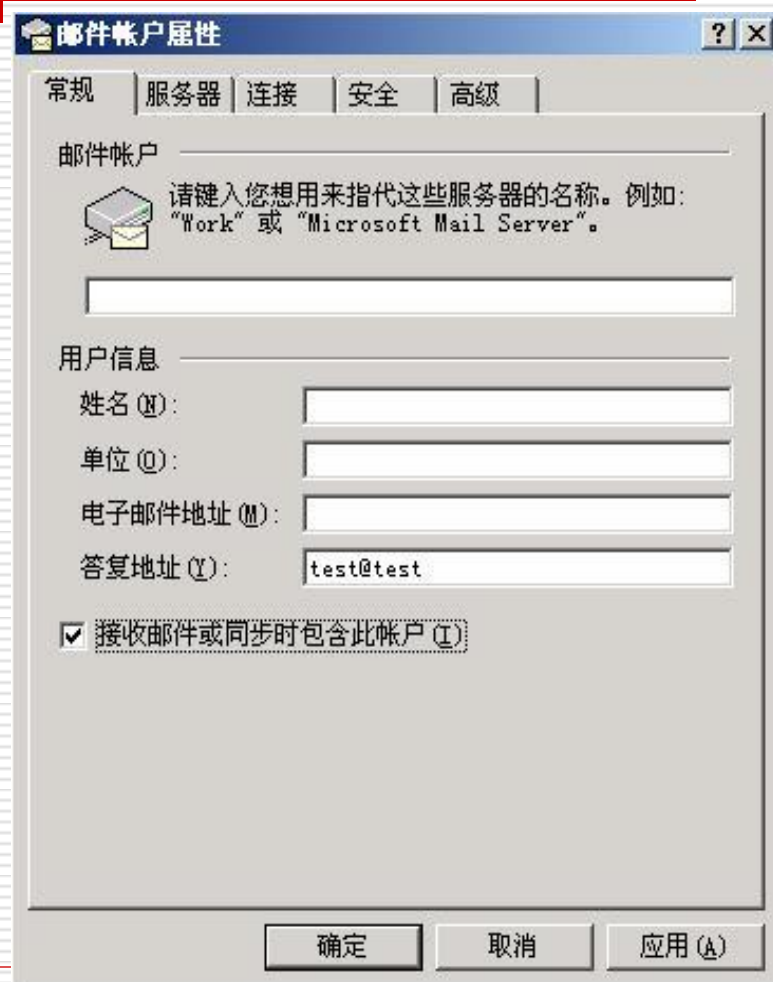 邮件帐户属性
常规 服务器 连接 安全 高级
邮件帐户
请键入您想用来指代这些服务器的名称。例如:
“Work” 或 “Microsoft Mail Server”。
用户信息
姓名(N):
单位(O):
电子邮件地址(M):
答复地址(Y): test@test
接收邮件或同步时包含此帐户(I)
确定 取消 应用(A)